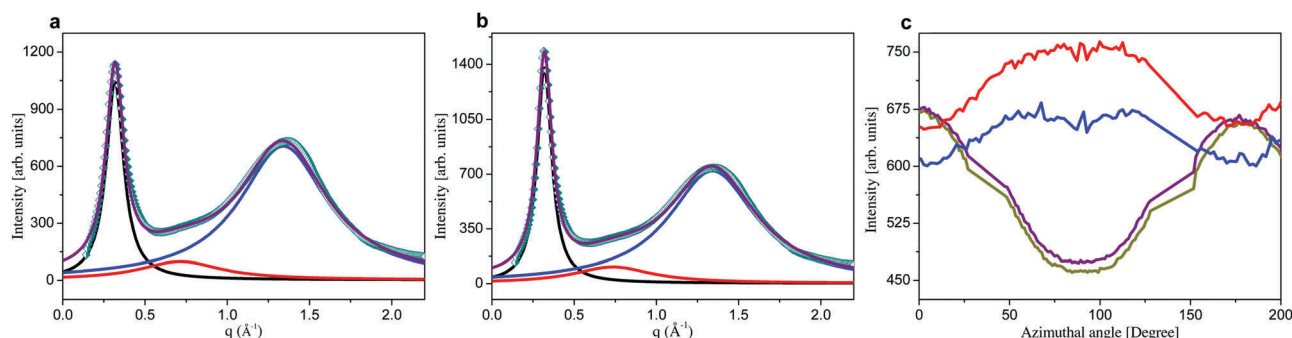 a
1200
900
600
300
0
Intensity [arb. units]
0.0 0.5 1.0 1.5 2.0
q (Å-1)
b
1400
1050
700
350
0
Intensity [arb. units]
0.0 0.5 1.0 1.5 2.0
q (Å-1)
c
750
675
600
525
450
Intensity [arb. units]
0 50 100 150 200
Azimuthal angle [Degree]